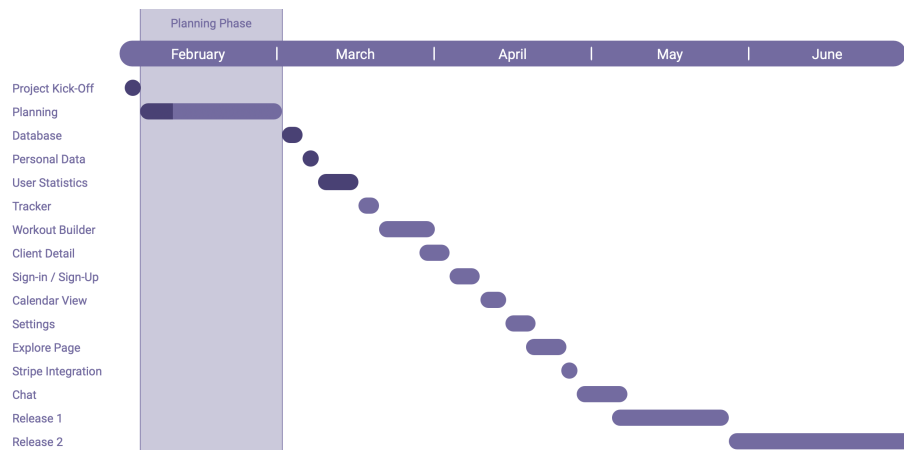 Planning Phase
February | March | April | May | June
Project Kick-Off
Planning
Database
Personal Data
User Statistics
Tracker
Workout Builder
Client Detail
Sign-in / Sign-Up
Calendar View
Settings
Explore Page
Stripe Integration
Chat
Release 1
Release 2